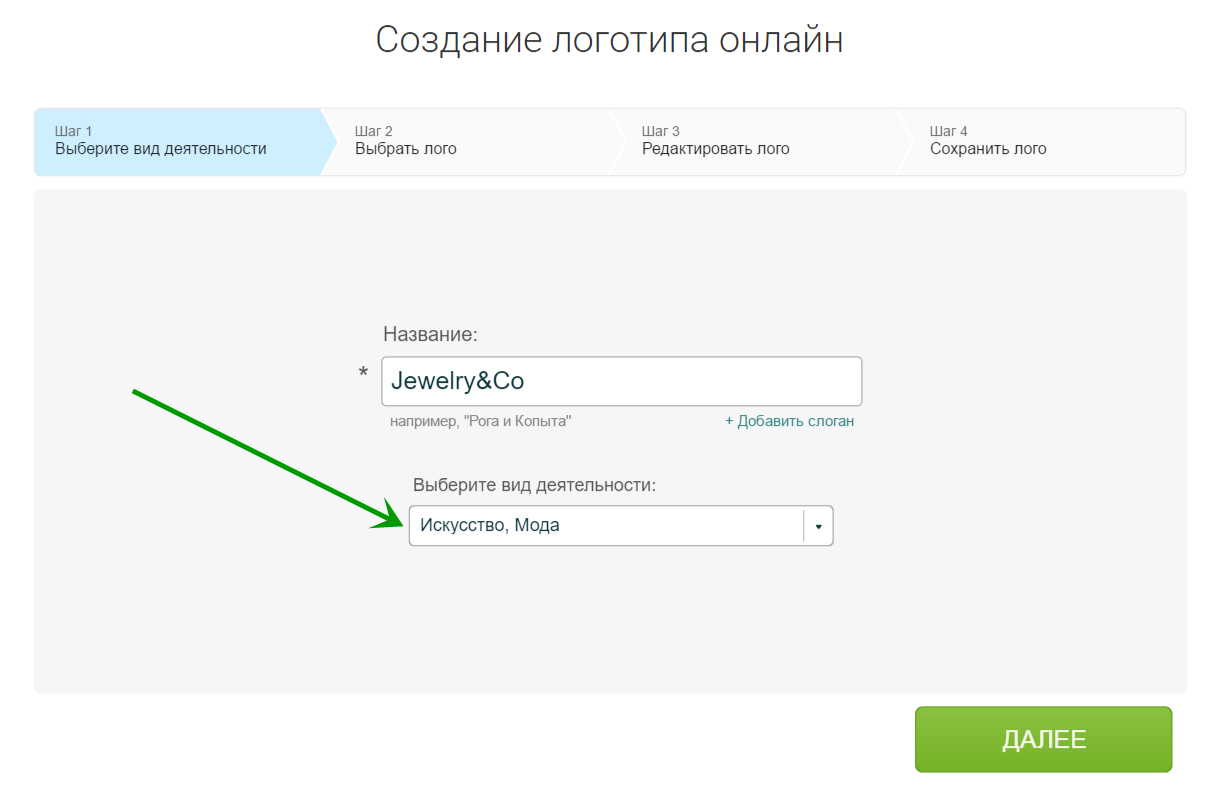 Создание логотипа онлайн
Шаг 1
Выберите вид деятельности
Шаг 2
Выбрать лого
Шаг 3
Редактировать лого
Шаг 4
Сохранить лого
Название:
*
Jewelry&Co
например, "Рога и Копыта"
+ Добавить слоган
Выберите вид деятельности:
Искусство, Мода
ДАЛЕЕ